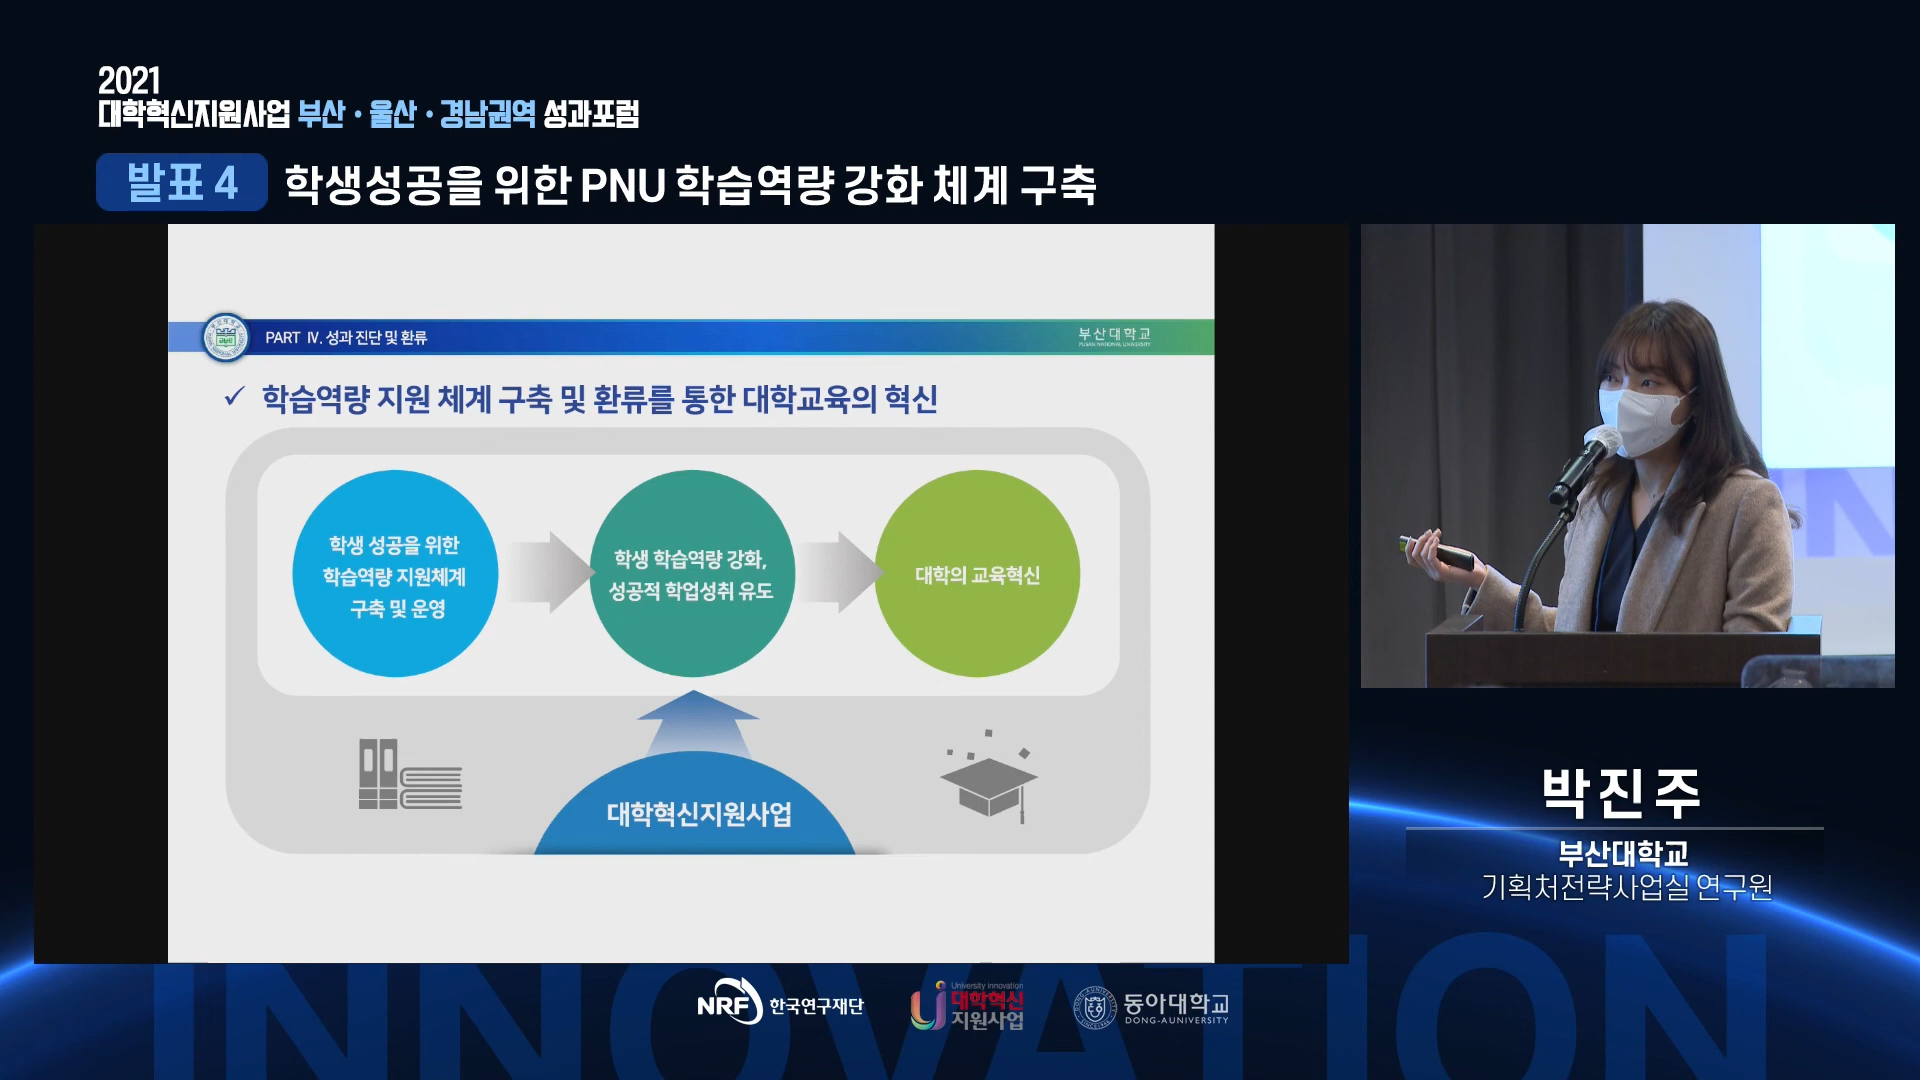 2021
대학혁신지원사업 부산·울산·경남권역 성과포럼
발표 4 학생성공을 위한 PNU 학습역량 강화 체계 구축
PART Ⅳ. 성과 진단 및 환류
부산대학교
PUSAN NATIONAL UNIVERSITY
✓ 학습역량 지원 체계 구축 및 환류를 통한 대학교육의 혁신
학생 성공을 위한
학습역량 지원체계
구축 및 운영
학생 학습역량 강화,
성공적 학업성취 유도
대학의 교육혁신
대학혁신지원사업
박진주
부산대학교
기획처전략사업실 연구원
INNOVATION
NRF 한국연구재단
University innovation
대학혁신
지원사업
동아대학교
DONG-A UNIVERSITY